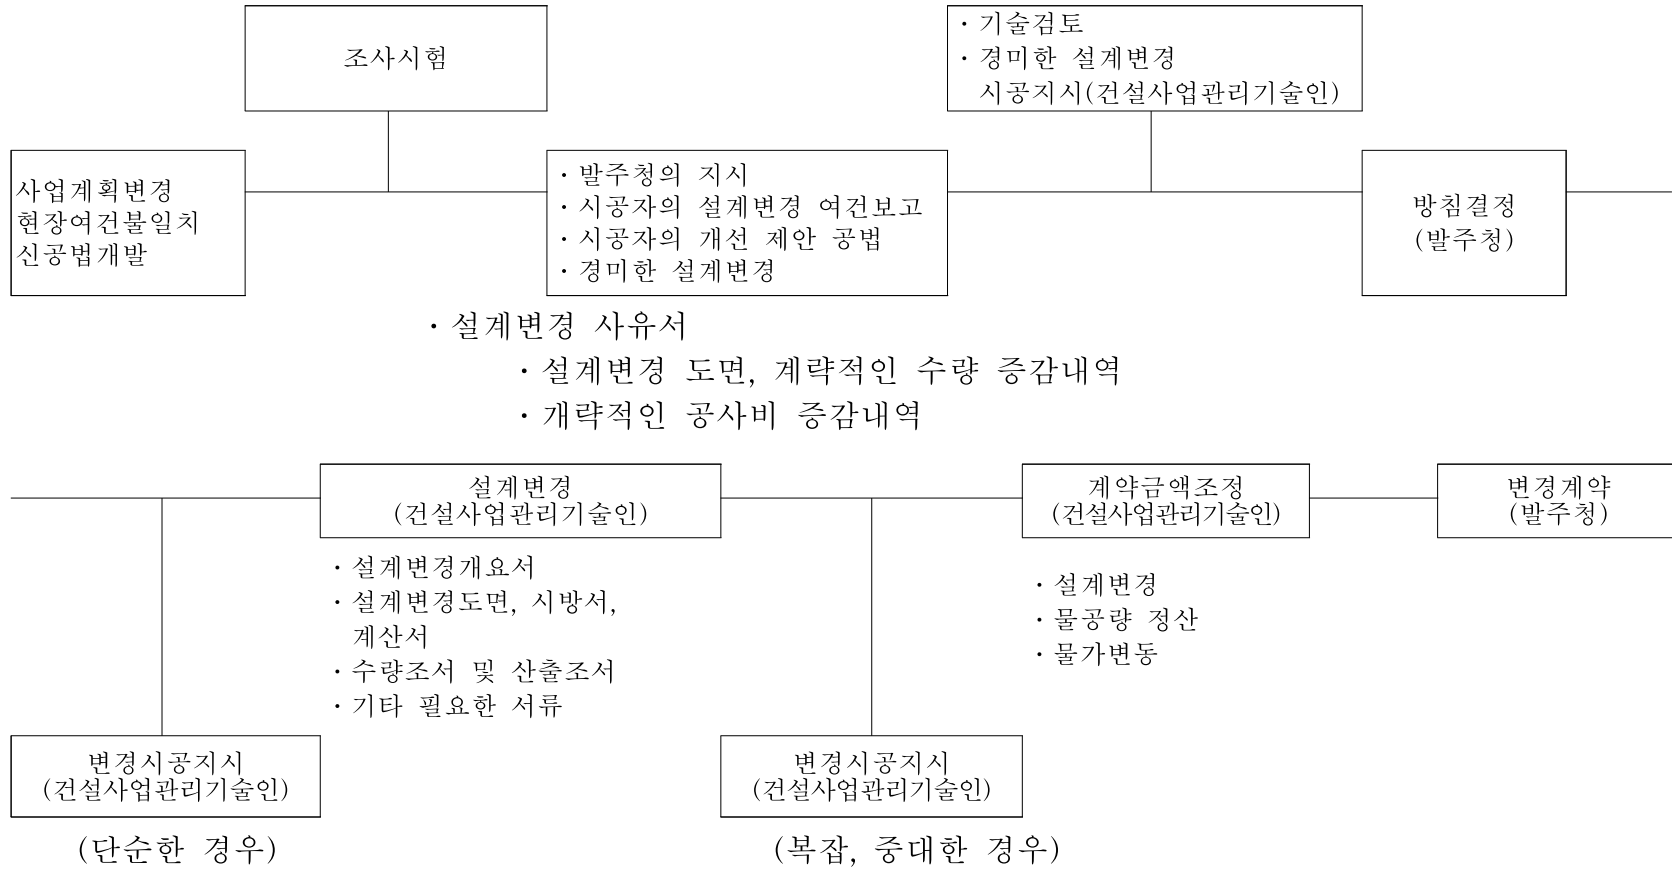 조사시험
· 기술검토
· 경미한 설계변경
시공지시(건설사업관리기술인)
사업계획변경
현장여건불일치
신공법개발
· 발주청의 지시
· 시공자의 설계변경 여건보고
· 시공자의 개선 제안 공법
· 경미한 설계변경
방침결정
(발주청)
· 설계변경 사유서
· 설계변경 도면, 계략적인 수량 증감내역
· 개략적인 공사비 증감내역
설계변경
(건설사업관리기술인)
계약금액조정
(건설사업관리기술인)
변경계약
(발주청)
· 설계변경개요서
· 설계변경도면, 시방서,
계산서
· 수량조서 및 산출조서
· 기타 필요한 서류
· 설계변경
· 물공량 정산
· 물가변동
변경시공지시
(건설사업관리기술인)
변경시공지시
(건설사업관리기술인)
(단순한 경우)
(복잡, 중대한 경우)